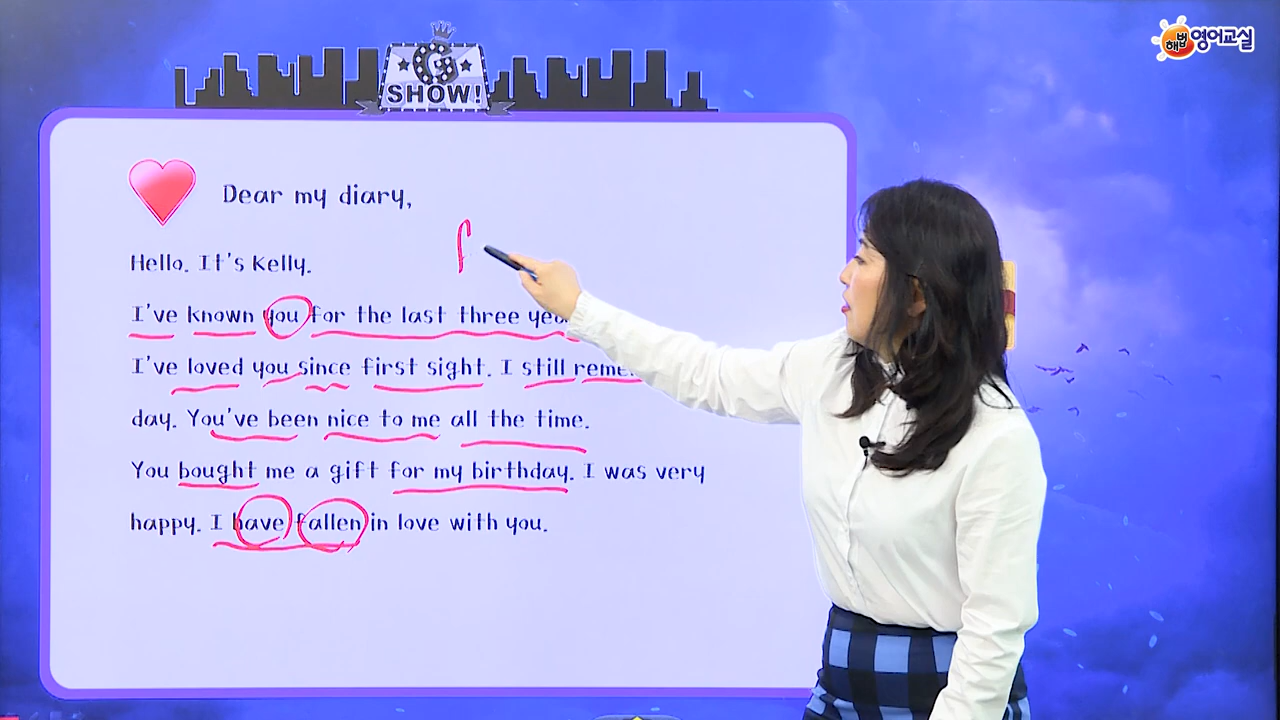 해법영어교실
G
SHOW!
Dear my diary,
Hello. It's Kelly.
I've known you for the last three
I've loved you since first sight. I still
day. You've been nice to me all the time.
You bought me a gift for my birthday. I was very
happy. I have fallen in love with you.